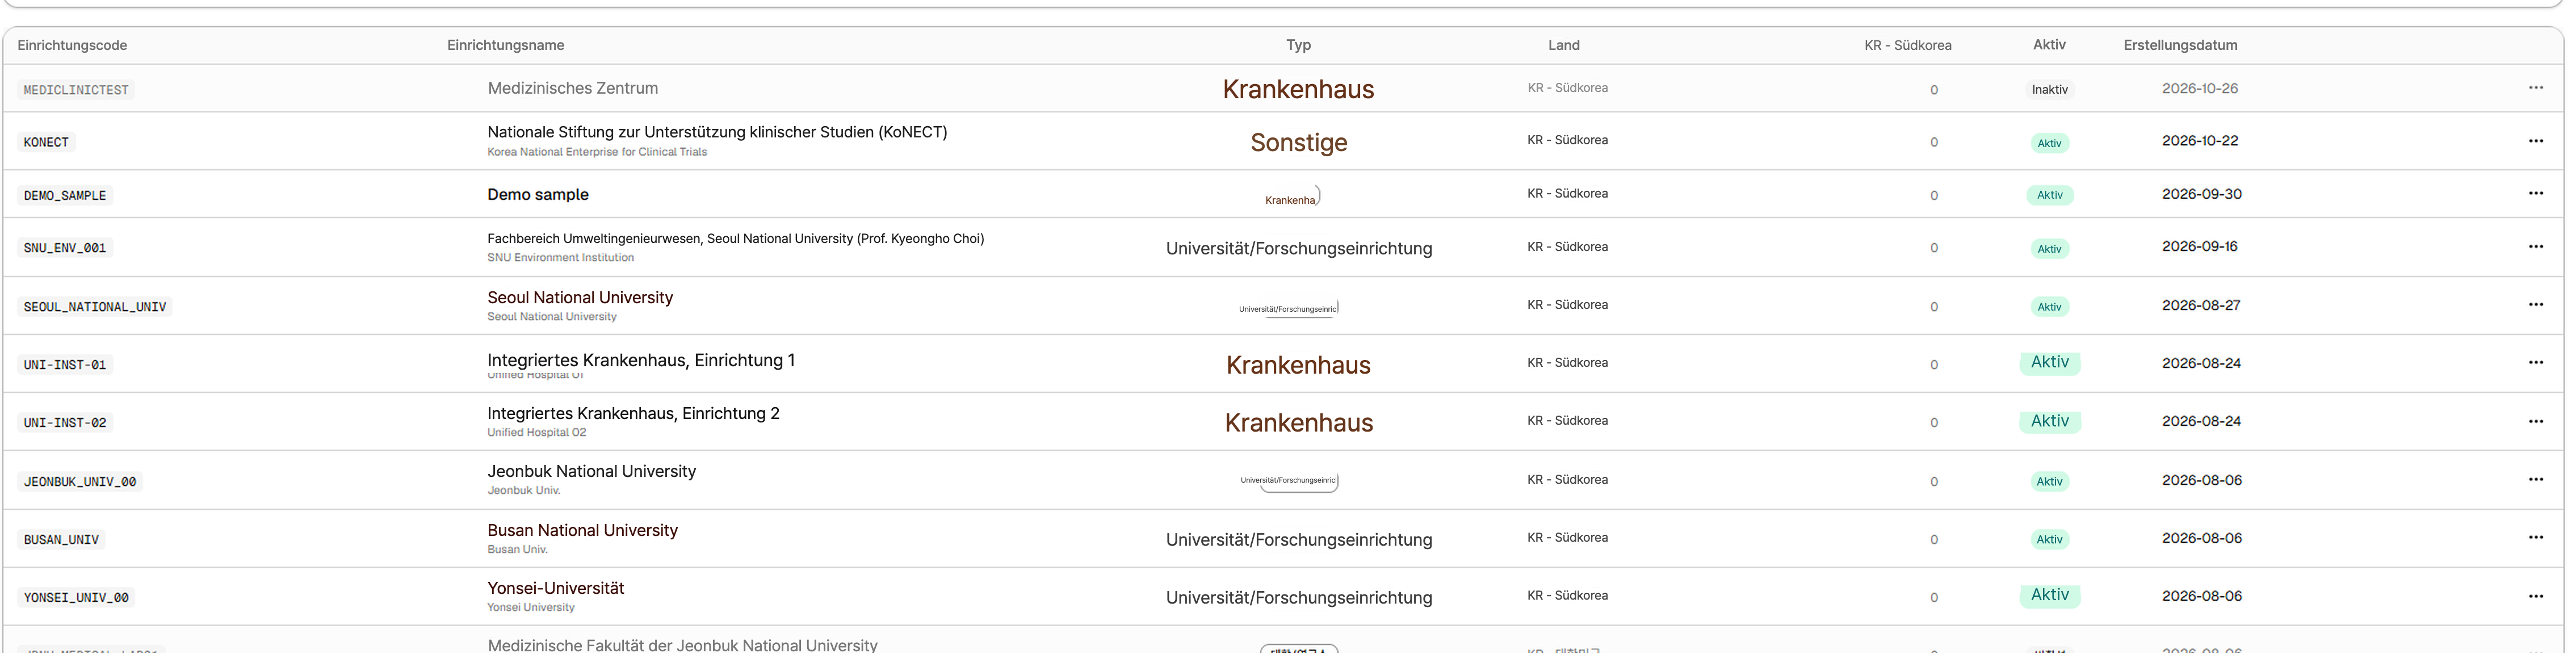 Einrichtungscode Einrichtungsname Typ Land KR - Südkorea Aktiv Erstellungsdatum
MEDICLINICTEST Medizinisches Zentrum Krankenhaus KR - Südkorea 0 Inaktiv 2026-10-26 ...
KONECT Nationale Stiftung zur Unterstützung klinischer Studien (KoNECT) Sonstige KR - Südkorea 0 Aktiv 2026-10-22 ...
Korea National Enterprise for Clinical Trials
DEMO_SAMPLE Demo sample Krankenha KR - Südkorea 0 Aktiv 2026-09-30 ...
SNU_ENV_001 Fachbereich Umweltingenieurwesen, Seoul National University (Prof. Kyeongho Choi) Universität/Forschungseinrichtung KR - Südkorea 0 Aktiv 2026-09-16 ...
SNU Environment Institution
SEOUL_NATIONAL_UNIV Seoul National University Universität/Forschungseinric KR - Südkorea 0 Aktiv 2026-08-27 ...
Seoul National University
UNI-INST-01 Integriertes Krankenhaus, Einrichtung 1 Krankenhaus KR - Südkorea 0 Aktiv 2026-08-24 ...
Unified Hospital 01
UNI-INST-02 Integriertes Krankenhaus, Einrichtung 2 Krankenhaus KR - Südkorea 0 Aktiv 2026-08-24 ...
Unified Hospital 02
JEONBUK_UNIV_00 Jeonbuk National University Universität/Forschungseinricl KR - Südkorea 0 Aktiv 2026-08-06 ...
Jeonbuk Univ.
BUSAN_UNIV Busan National University Universität/Forschungseinrichtung KR - Südkorea 0 Aktiv 2026-08-06 ...
Busan Univ.
YONSEI_UNIV_00 Yonsei-Universität Universität/Forschungseinrichtung KR - Südkorea 0 Aktiv 2026-08-06 ...
Yonsei University
Medizinische Fakultät der Jeonbuk National University